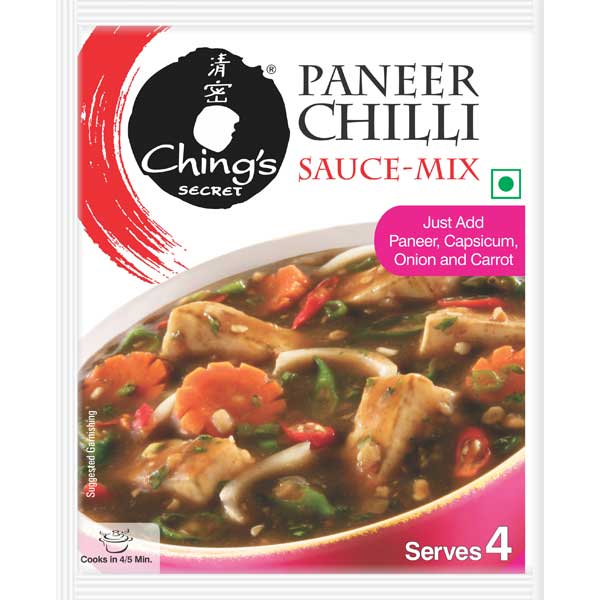 清
密
®
Ching's
SECRET
PANEER
CHILLI
SAUCE-MIX
Just Add
Paneer, Capsicum,
Onion and Carrot
Suggested Garnishing
Cooks in 4/5 Min.
Serves 4